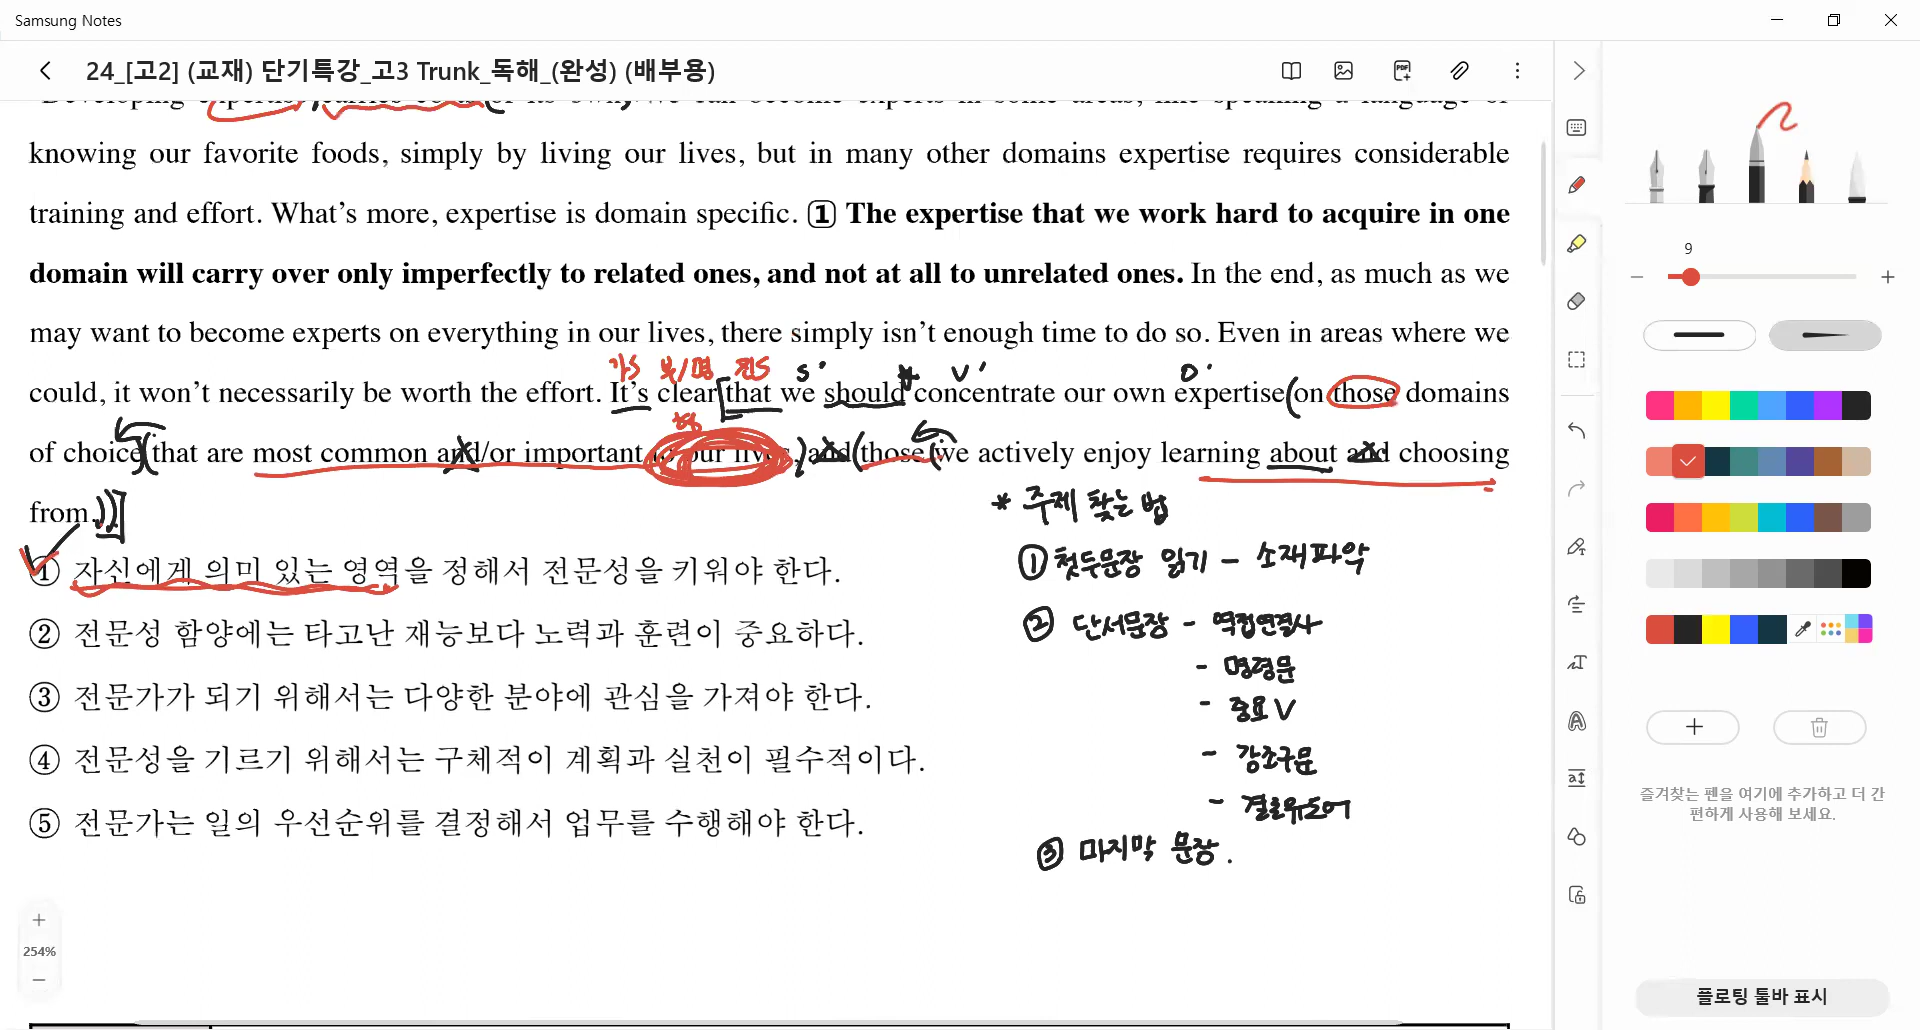 Samsung Notes
24_[고2] (교재) 단기특강_고3 Trunk_독해_(완성) (배부용)
knowing our favorite foods, simply by living our lives, but in many other domains expertise requires considerable
training and effort. What's more, expertise is domain specific. 1 The expertise that we work hard to acquire in one
domain will carry over only imperfectly to related ones, and not at all to unrelated ones. In the end, as much as we
may want to become experts on everything in our lives, there simply isn't enough time to do so. Even in areas where we
가S 부/명 진S S' V' O'
could, it won't necessarily be worth the effort. It's clear [that we should concentrate our own expertise (on those domains
of choice) (that are most common and/or important to our lives,) and (those (we actively enjoy learning about and choosing
from.))]
* 주제 찾는 법
① 첫두문장 읽기 - 소재파악
② 단서문장 - 역접연결사
- 명령문
- 중요V
- 강조구문
- 결론유도어
③ 마지막 문장.
① 자신에게 의미 있는 영역을 정해서 전문성을 키워야 한다.
② 전문성 함양에는 타고난 재능보다 노력과 훈련이 중요하다.
③ 전문가가 되기 위해서는 다양한 분야에 관심을 가져야 한다.
④ 전문성을 기르기 위해서는 구체적이 계획과 실천이 필수적이다.
⑤ 전문가는 일의 우선순위를 결정해서 업무를 수행해야 한다.
254%
9
즐겨찾는 펜을 여기에 추가하고 더 간
편하게 사용해 보세요.
플로팅 툴바 표시